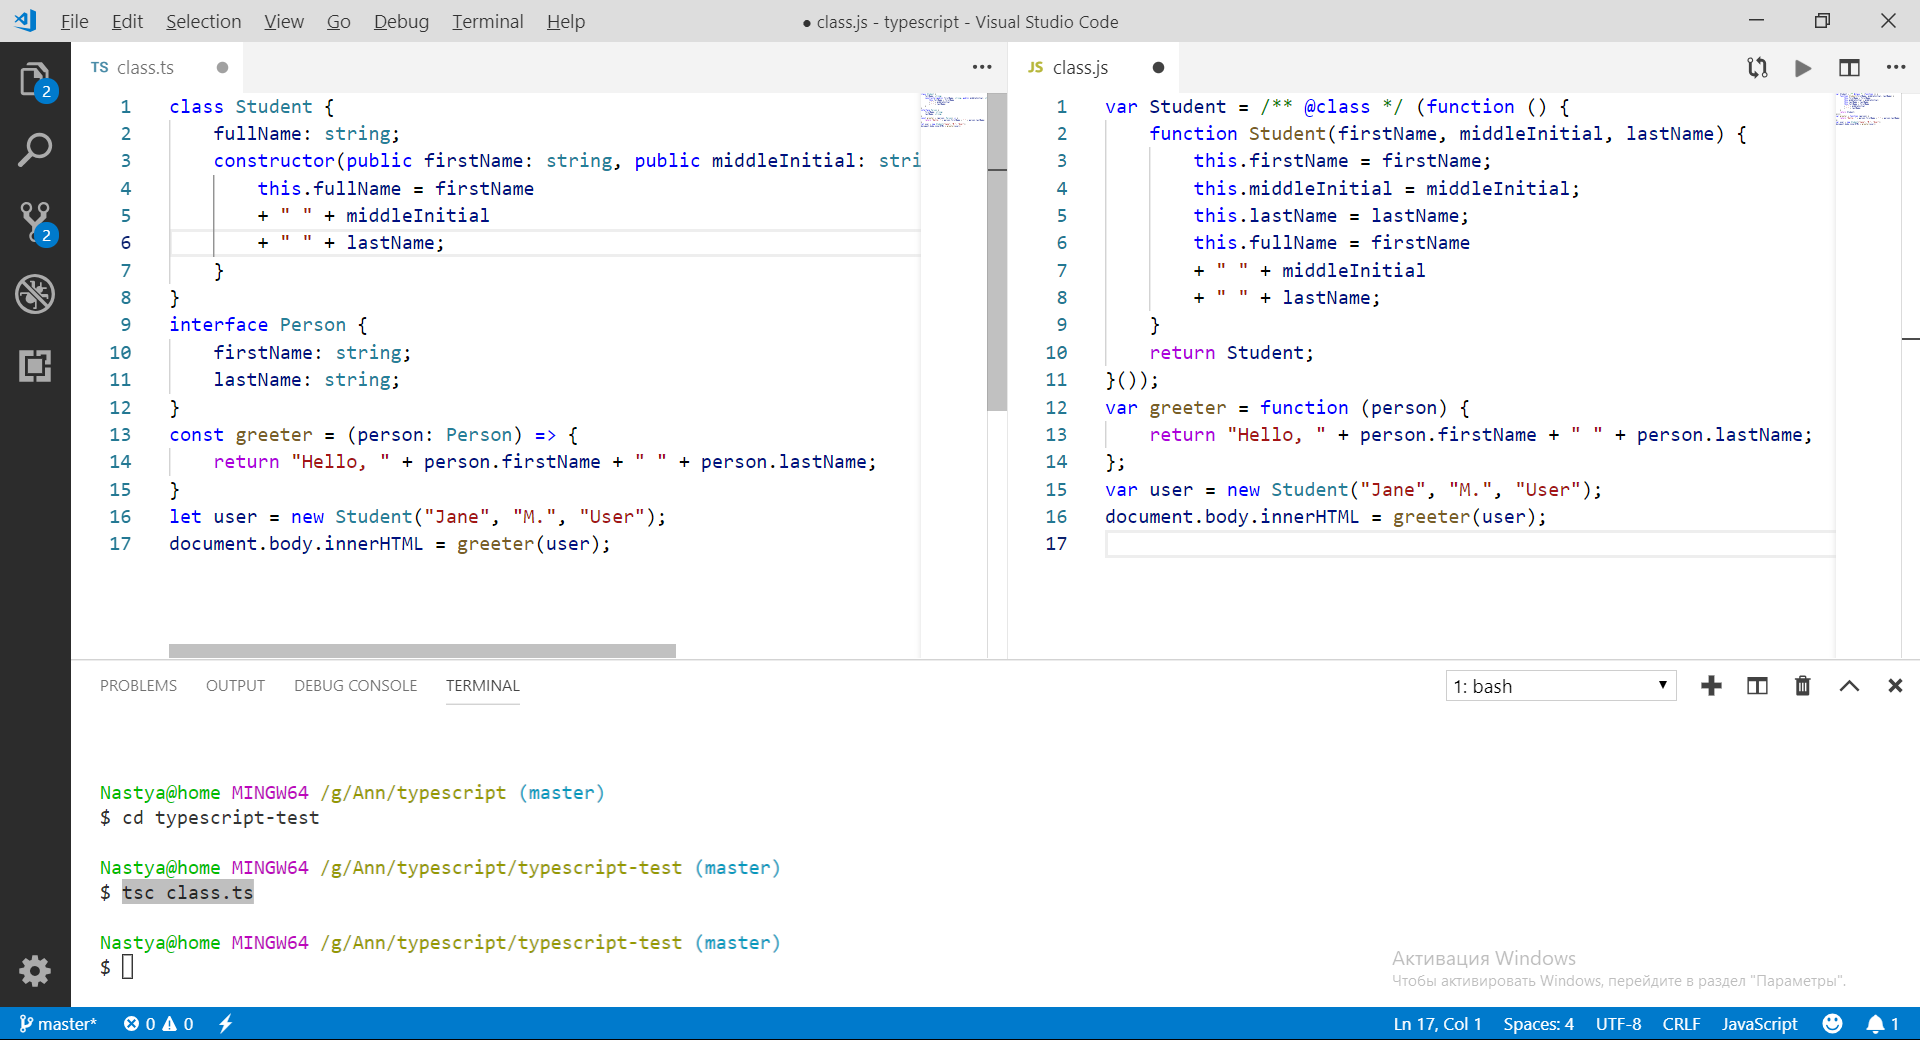 File Edit Selection View Go Debug Terminal Help ● class.js - typescript - Visual Studio Code
TS class.ts
1 class Student {
2 fullName: string;
3 constructor(public firstName: string, public middleInitial: stri
4 this.fullName = firstName
5 + " " + middleInitial
6 + " " + lastName;
7 }
8 }
9 interface Person {
10 firstName: string;
11 lastName: string;
12 }
13 const greeter = (person: Person) => {
14 return "Hello, " + person.firstName + " " + person.lastName;
15 }
16 let user = new Student("Jane", "M.", "User");
17 document.body.innerHTML = greeter(user);
JS class.js
1 var Student = /** @class */ (function () {
2 function Student(firstName, middleInitial, lastName) {
3 this.firstName = firstName;
4 this.middleInitial = middleInitial;
5 this.lastName = lastName;
6 this.fullName = firstName
7 + " " + middleInitial
8 + " " + lastName;
9 }
10 return Student;
11 }());
12 var greeter = function (person) {
13 return "Hello, " + person.firstName + " " + person.lastName;
14 };
15 var user = new Student("Jane", "M.", "User");
16 document.body.innerHTML = greeter(user);
17
2
2
PROBLEMS OUTPUT DEBUG CONSOLE TERMINAL 1: bash
Nastya@home MINGW64 /g/Ann/typescript (master)
$ cd typescript-test
Nastya@home MINGW64 /g/Ann/typescript/typescript-test (master)
$ tsc class.ts
Nastya@home MINGW64 /g/Ann/typescript/typescript-test (master)
$
Активация Windows
Чтобы активировать Windows, перейдите в раздел "Параметры".
master* 0 0 Ln 17, Col 1 Spaces: 4 UTF-8 CRLF JavaScript 1